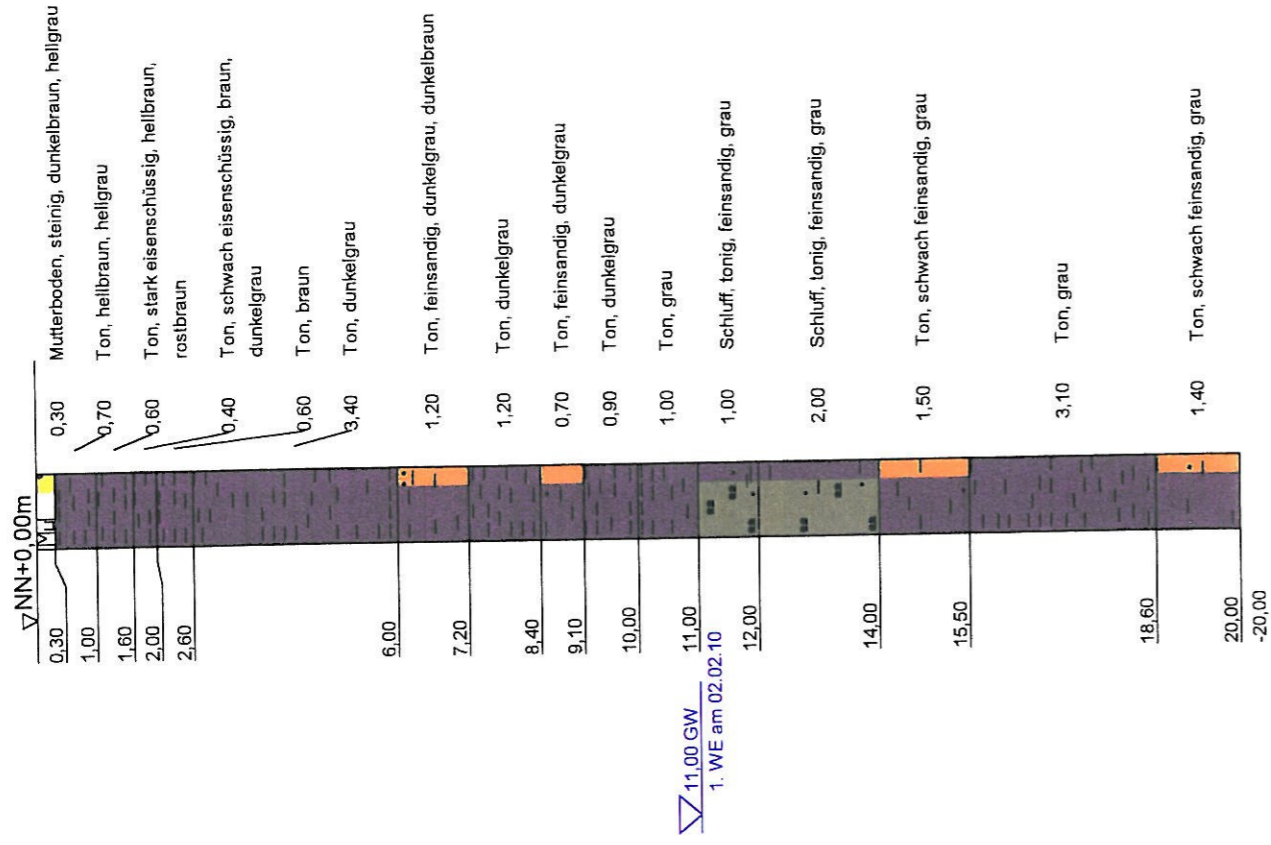 NN+0,00m
Mu
0,30
0,30
Mutterboden, steinig, dunkelbraun, hellgrau
1,00
0,70
Ton, hellbraun, hellgrau
1,60
0,60
Ton, stark eisenschüssig, hellbraun,
rostbraun
2,00
0,40
Ton, schwach eisenschüssig, braun,
dunkelgrau
2,60
0,60
Ton, braun
6,00
3,40
Ton, dunkelgrau
7,20
1,20
Ton, feinsandig, dunkelgrau, dunkelbraun
8,40
1,20
Ton, dunkelgrau
9,10
0,70
Ton, feinsandig, dunkelgrau
10,00
0,90
Ton, dunkelgrau
11,00
1,00
Ton, grau
11,00 GW
1. WE am 02.02.10
12,00
1,00
Schluff, tonig, feinsandig, grau
14,00
2,00
Schluff, tonig, feinsandig, grau
15,50
1,50
Ton, schwach feinsandig, grau
18,60
3,10
Ton, grau
20,00
1,40
Ton, schwach feinsandig, grau
-20,00